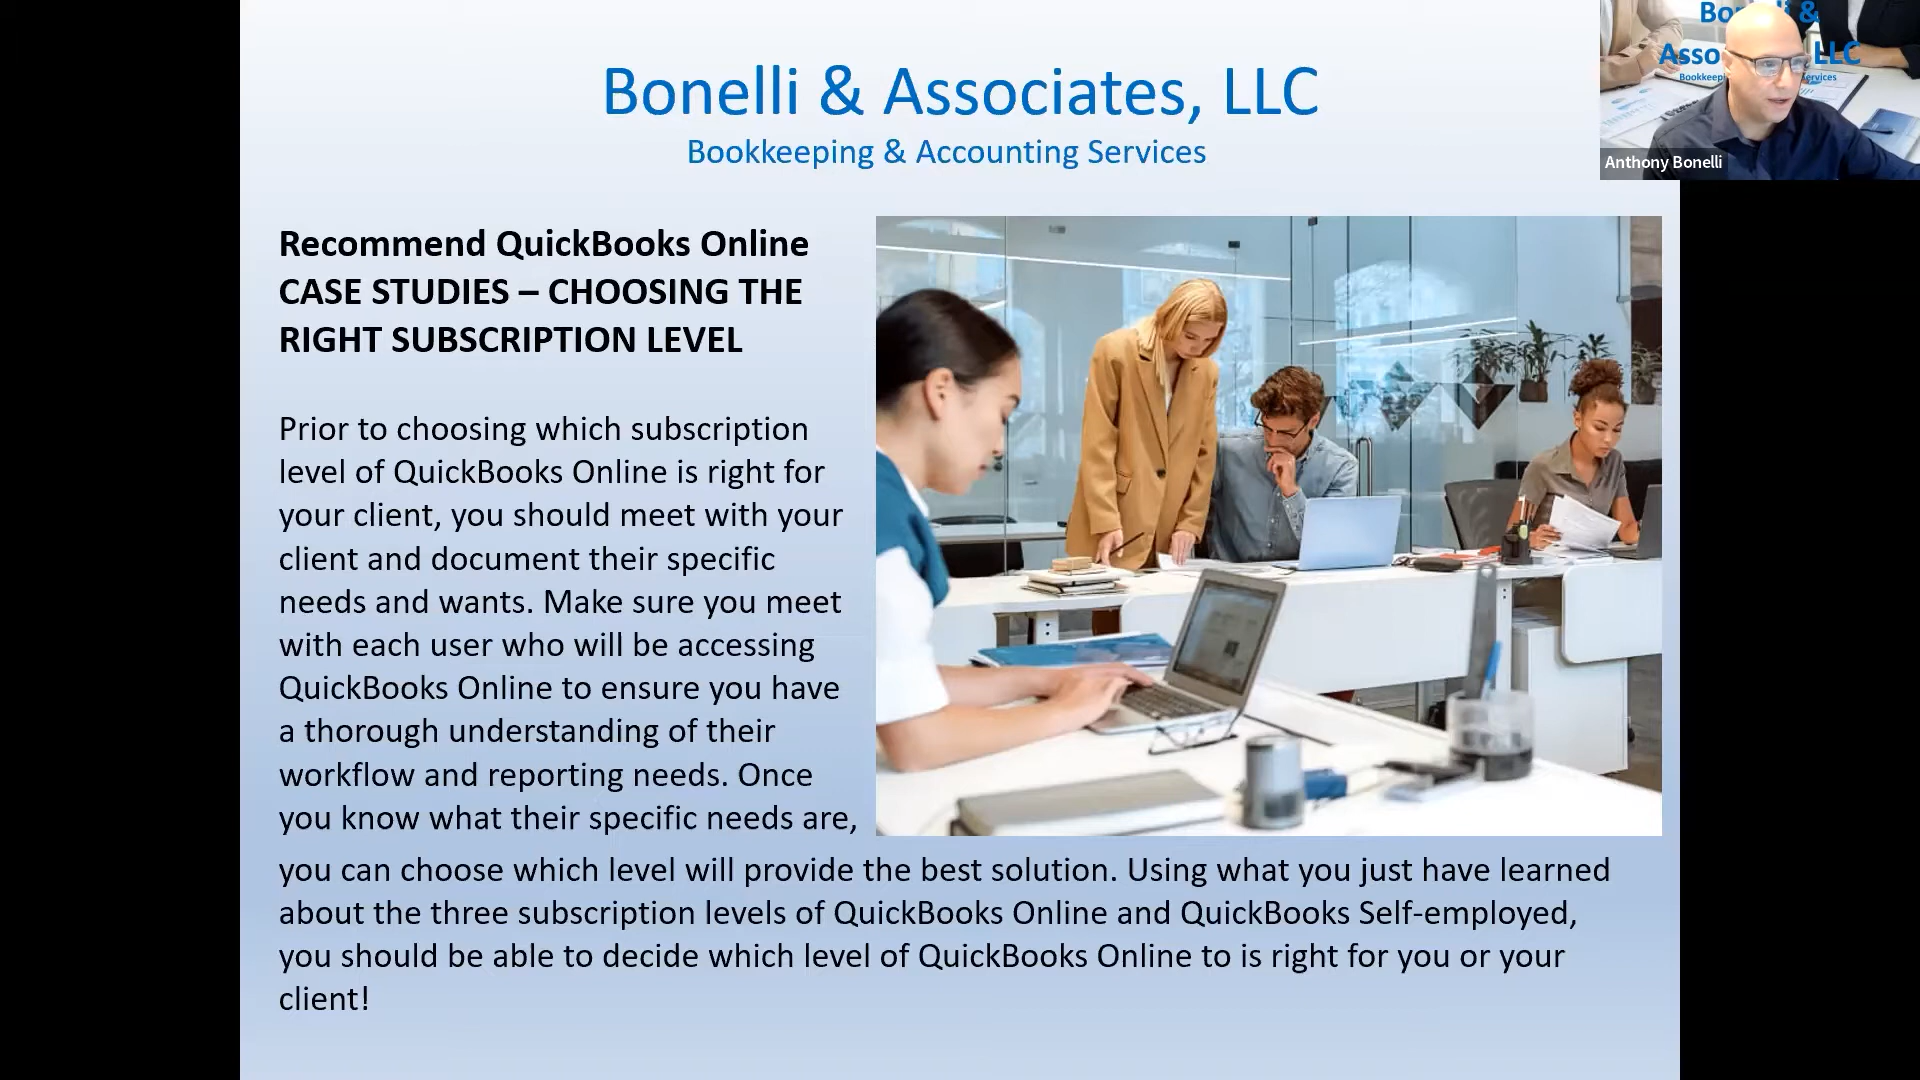 Bonelli & Associates, LLC
Bookkeeping & Accounting Services
Recommend QuickBooks Online
CASE STUDIES – CHOOSING THE
RIGHT SUBSCRIPTION LEVEL
Prior to choosing which subscription
level of QuickBooks Online is right for
your client, you should meet with your
client and document their specific
needs and wants. Make sure you meet
with each user who will be accessing
QuickBooks Online to ensure you have
a thorough understanding of their
workflow and reporting needs. Once
you know what their specific needs are,
you can choose which level will provide the best solution. Using what you just have learned
about the three subscription levels of QuickBooks Online and QuickBooks Self-employed,
you should be able to decide which level of QuickBooks Online to is right for you or your
client!
LLC
Anthony Bonelli